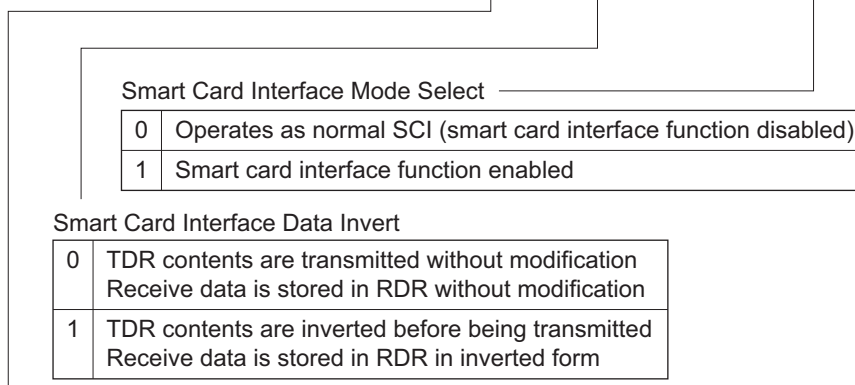 Smart Card Interface Mode Select
0 Operates as normal SCI (smart card interface function disabled)
1 Smart card interface function enabled
Smart Card Interface Data Invert
0 TDR contents are transmitted without modification
Receive data is stored in RDR without modification
1 TDR contents are inverted before being transmitted
Receive data is stored in RDR in inverted form